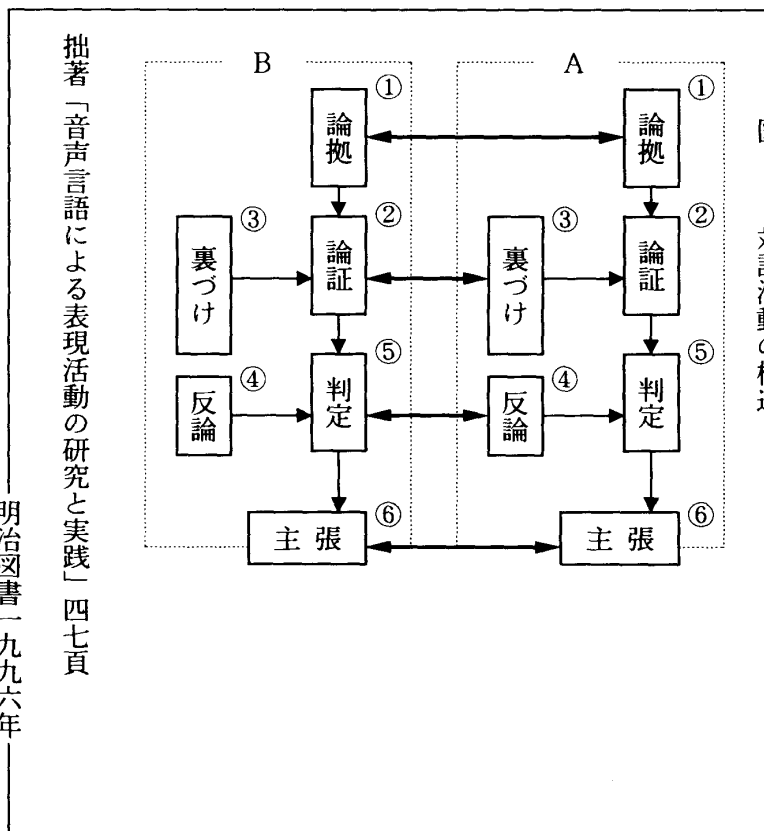 対話活動の構造
A
① 論拠
② 論証
③ 裏づけ
④ 反論
⑤ 判定
⑥ 主張
B
① 論拠
② 論証
③ 裏づけ
④ 反論
⑤ 判定
⑥ 主張
拙著「音声言語による表現活動の研究と実践」四七頁
明治図書一九九六年